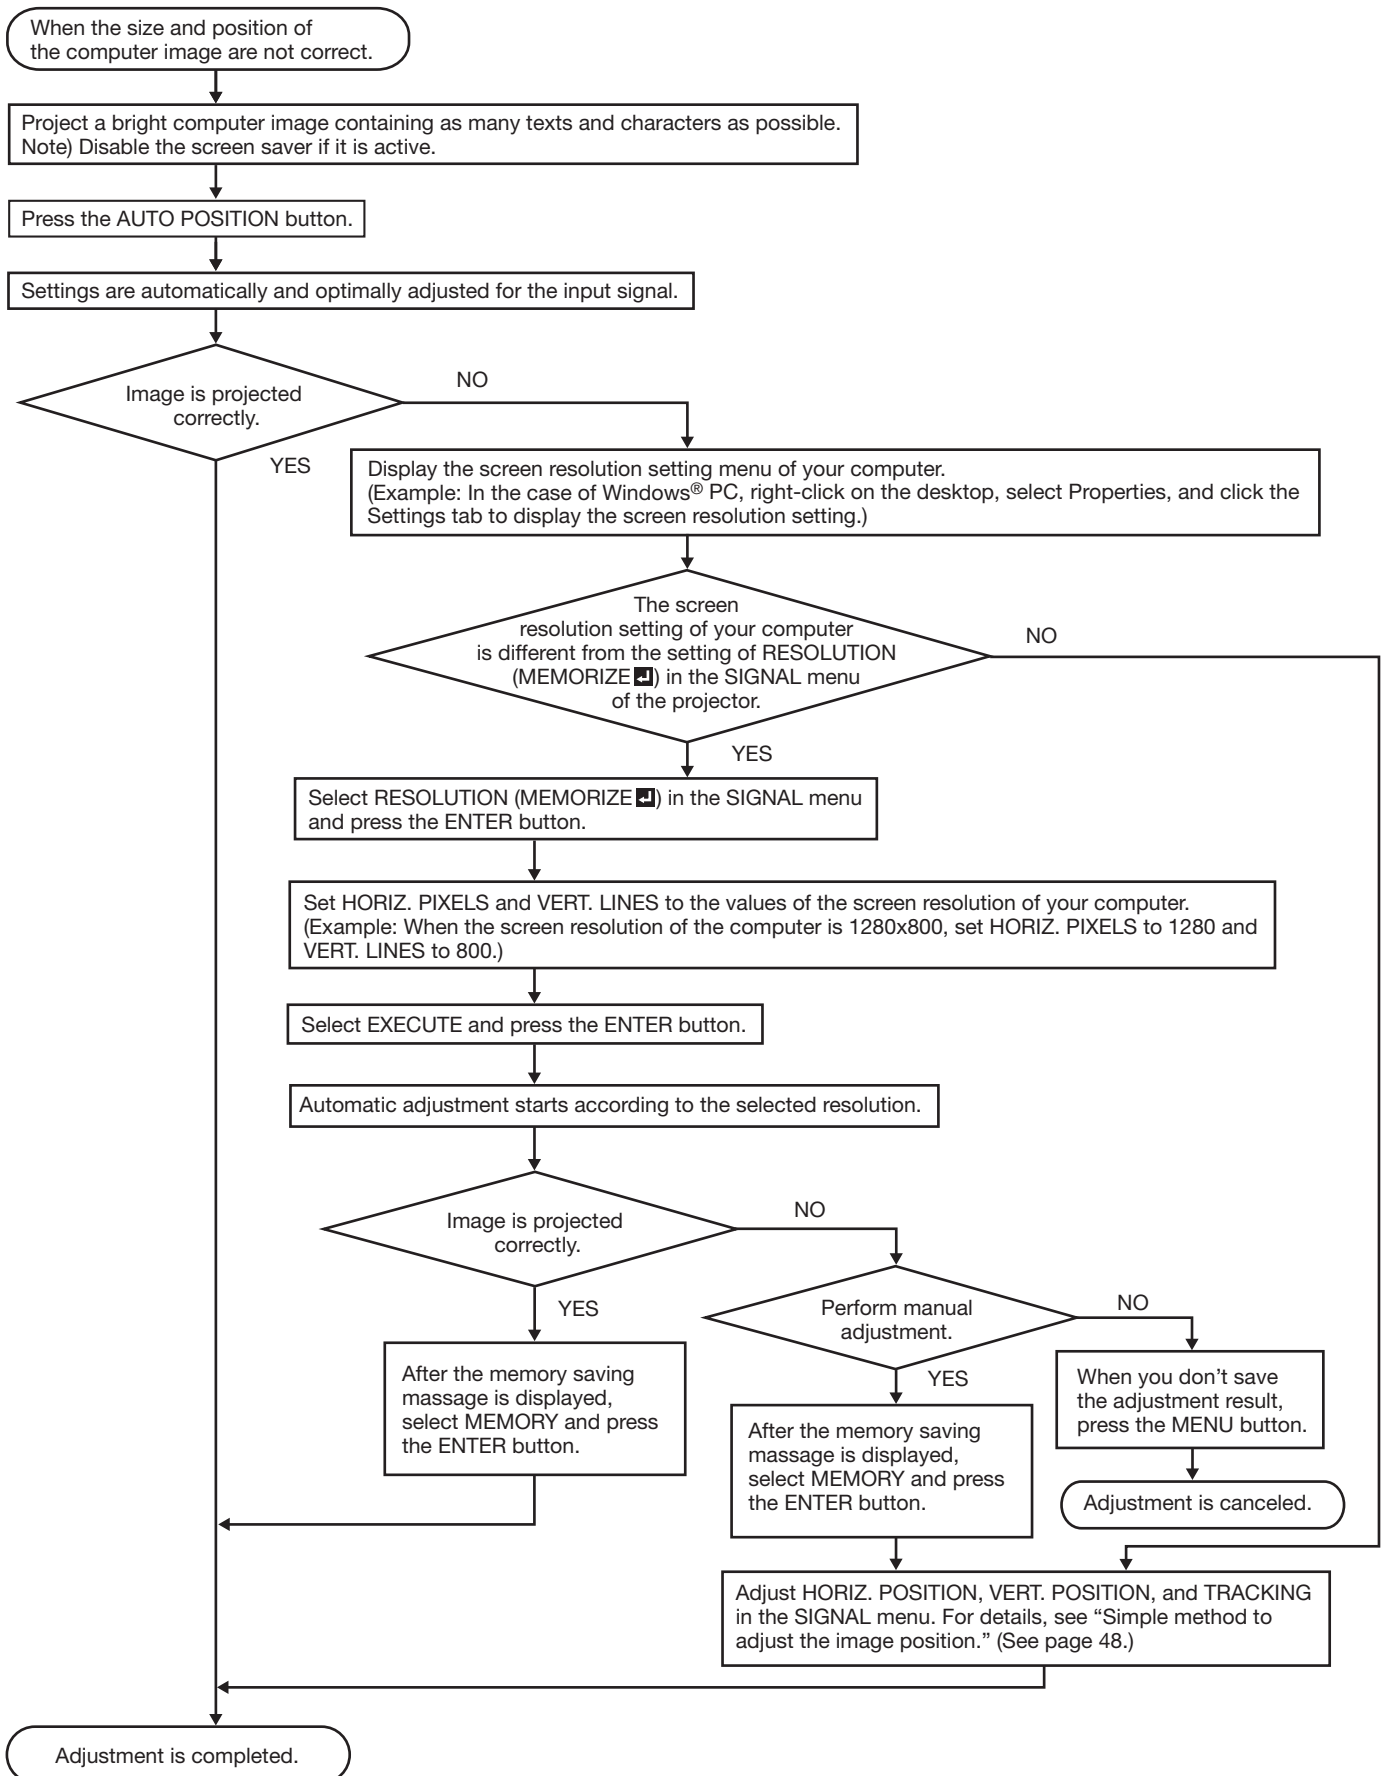 When the size and position of
the computer image are not correct.
Project a bright computer image containing as many texts and characters as possible.
Note) Disable the screen saver if it is active.
Press the AUTO POSITION button.
Settings are automatically and optimally adjusted for the input signal.
Image is projected
correctly.
NO
YES
Display the screen resolution setting menu of your computer.
(Example: In the case of Windows® PC, right-click on the desktop, select Properties, and click the
Settings tab to display the screen resolution setting.)
The screen
resolution setting of your computer
is different from the setting of RESOLUTION
(MEMORIZE↵) in the SIGNAL menu
of the projector.
NO
YES
Select RESOLUTION (MEMORIZE↵) in the SIGNAL menu
and press the ENTER button.
Set HORIZ. PIXELS and VERT. LINES to the values of the screen resolution of your computer.
(Example: When the screen resolution of the computer is 1280x800, set HORIZ. PIXELS to 1280 and
VERT. LINES to 800.)
Select EXECUTE and press the ENTER button.
Automatic adjustment starts according to the selected resolution.
Image is projected
correctly.
NO
YES
Perform manual
adjustment.
NO
YES
After the memory saving
massage is displayed,
select MEMORY and press
the ENTER button.
After the memory saving
massage is displayed,
select MEMORY and press
the ENTER button.
When you don't save
the adjustment result,
press the MENU button.
Adjustment is canceled.
Adjust HORIZ. POSITION, VERT. POSITION, and TRACKING
in the SIGNAL menu. For details, see “Simple method to
adjust the image position.” (See page 48.)
Adjustment is completed.